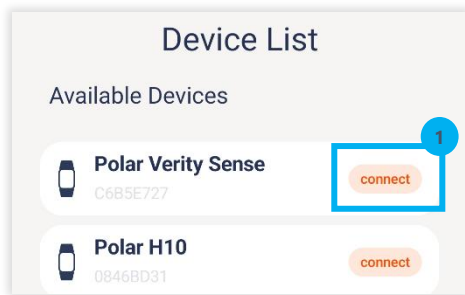 Device List
Available Devices
1
Polar Verity Sense
connect
C6B5E727
Polar H10
connect
0846BD31